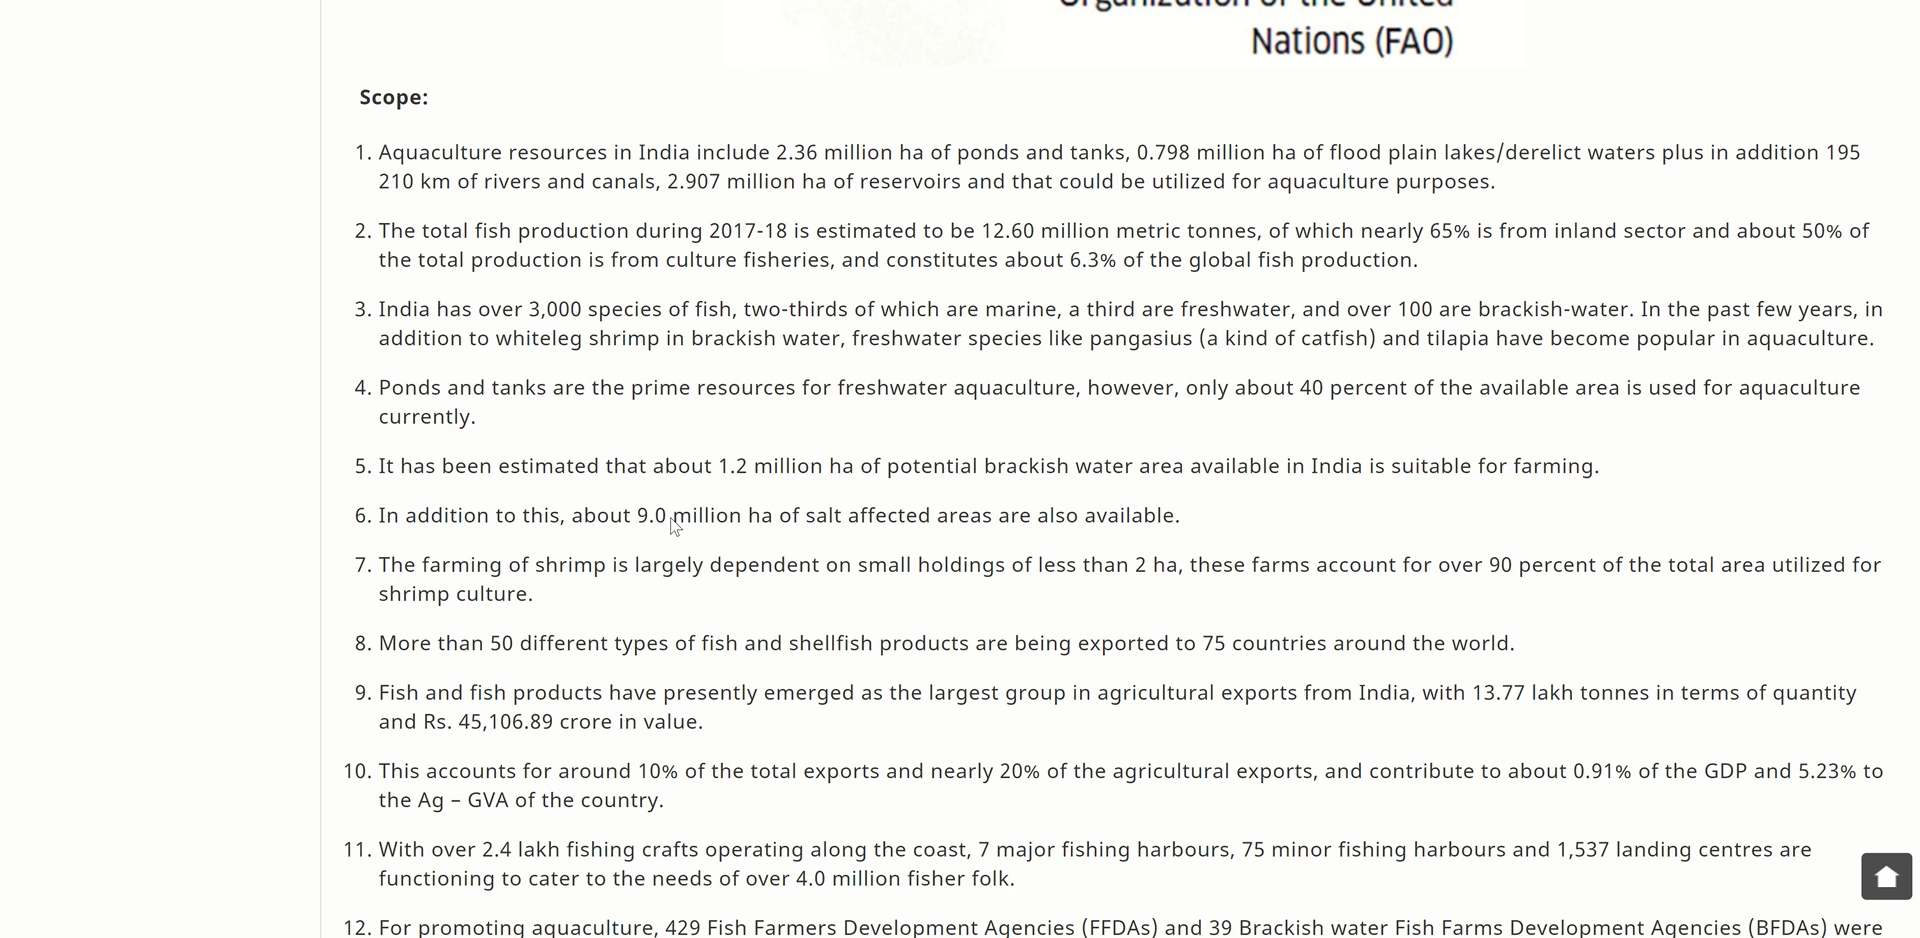 Organization of the United
Nations (FAO)
Scope:
1. Aquaculture resources in India include 2.36 million ha of ponds and tanks, 0.798 million ha of flood plain lakes/derelict waters plus in addition 195
210 km of rivers and canals, 2.907 million ha of reservoirs and that could be utilized for aquaculture purposes.
2. The total fish production during 2017-18 is estimated to be 12.60 million metric tonnes, of which nearly 65% is from inland sector and about 50% of
the total production is from culture fisheries, and constitutes about 6.3% of the global fish production.
3. India has over 3,000 species of fish, two-thirds of which are marine, a third are freshwater, and over 100 are brackish-water. In the past few years, in
addition to whiteleg shrimp in brackish water, freshwater species like pangasius (a kind of catfish) and tilapia have become popular in aquaculture.
4. Ponds and tanks are the prime resources for freshwater aquaculture, however, only about 40 percent of the available area is used for aquaculture
currently.
5. It has been estimated that about 1.2 million ha of potential brackish water area available in India is suitable for farming.
6. In addition to this, about 9.0 million ha of salt affected areas are also available.
7. The farming of shrimp is largely dependent on small holdings of less than 2 ha, these farms account for over 90 percent of the total area utilized for
shrimp culture.
8. More than 50 different types of fish and shellfish products are being exported to 75 countries around the world.
9. Fish and fish products have presently emerged as the largest group in agricultural exports from India, with 13.77 lakh tonnes in terms of quantity
and Rs. 45,106.89 crore in value.
10. This accounts for around 10% of the total exports and nearly 20% of the agricultural exports, and contribute to about 0.91% of the GDP and 5.23% to
the Ag – GVA of the country.
11. With over 2.4 lakh fishing crafts operating along the coast, 7 major fishing harbours, 75 minor fishing harbours and 1,537 landing centres are
functioning to cater to the needs of over 4.0 million fisher folk.
12. For promoting aquaculture, 429 Fish Farmers Development Agencies (FFDAs) and 39 Brackish water Fish Farms Development Agencies (BFDAs) were